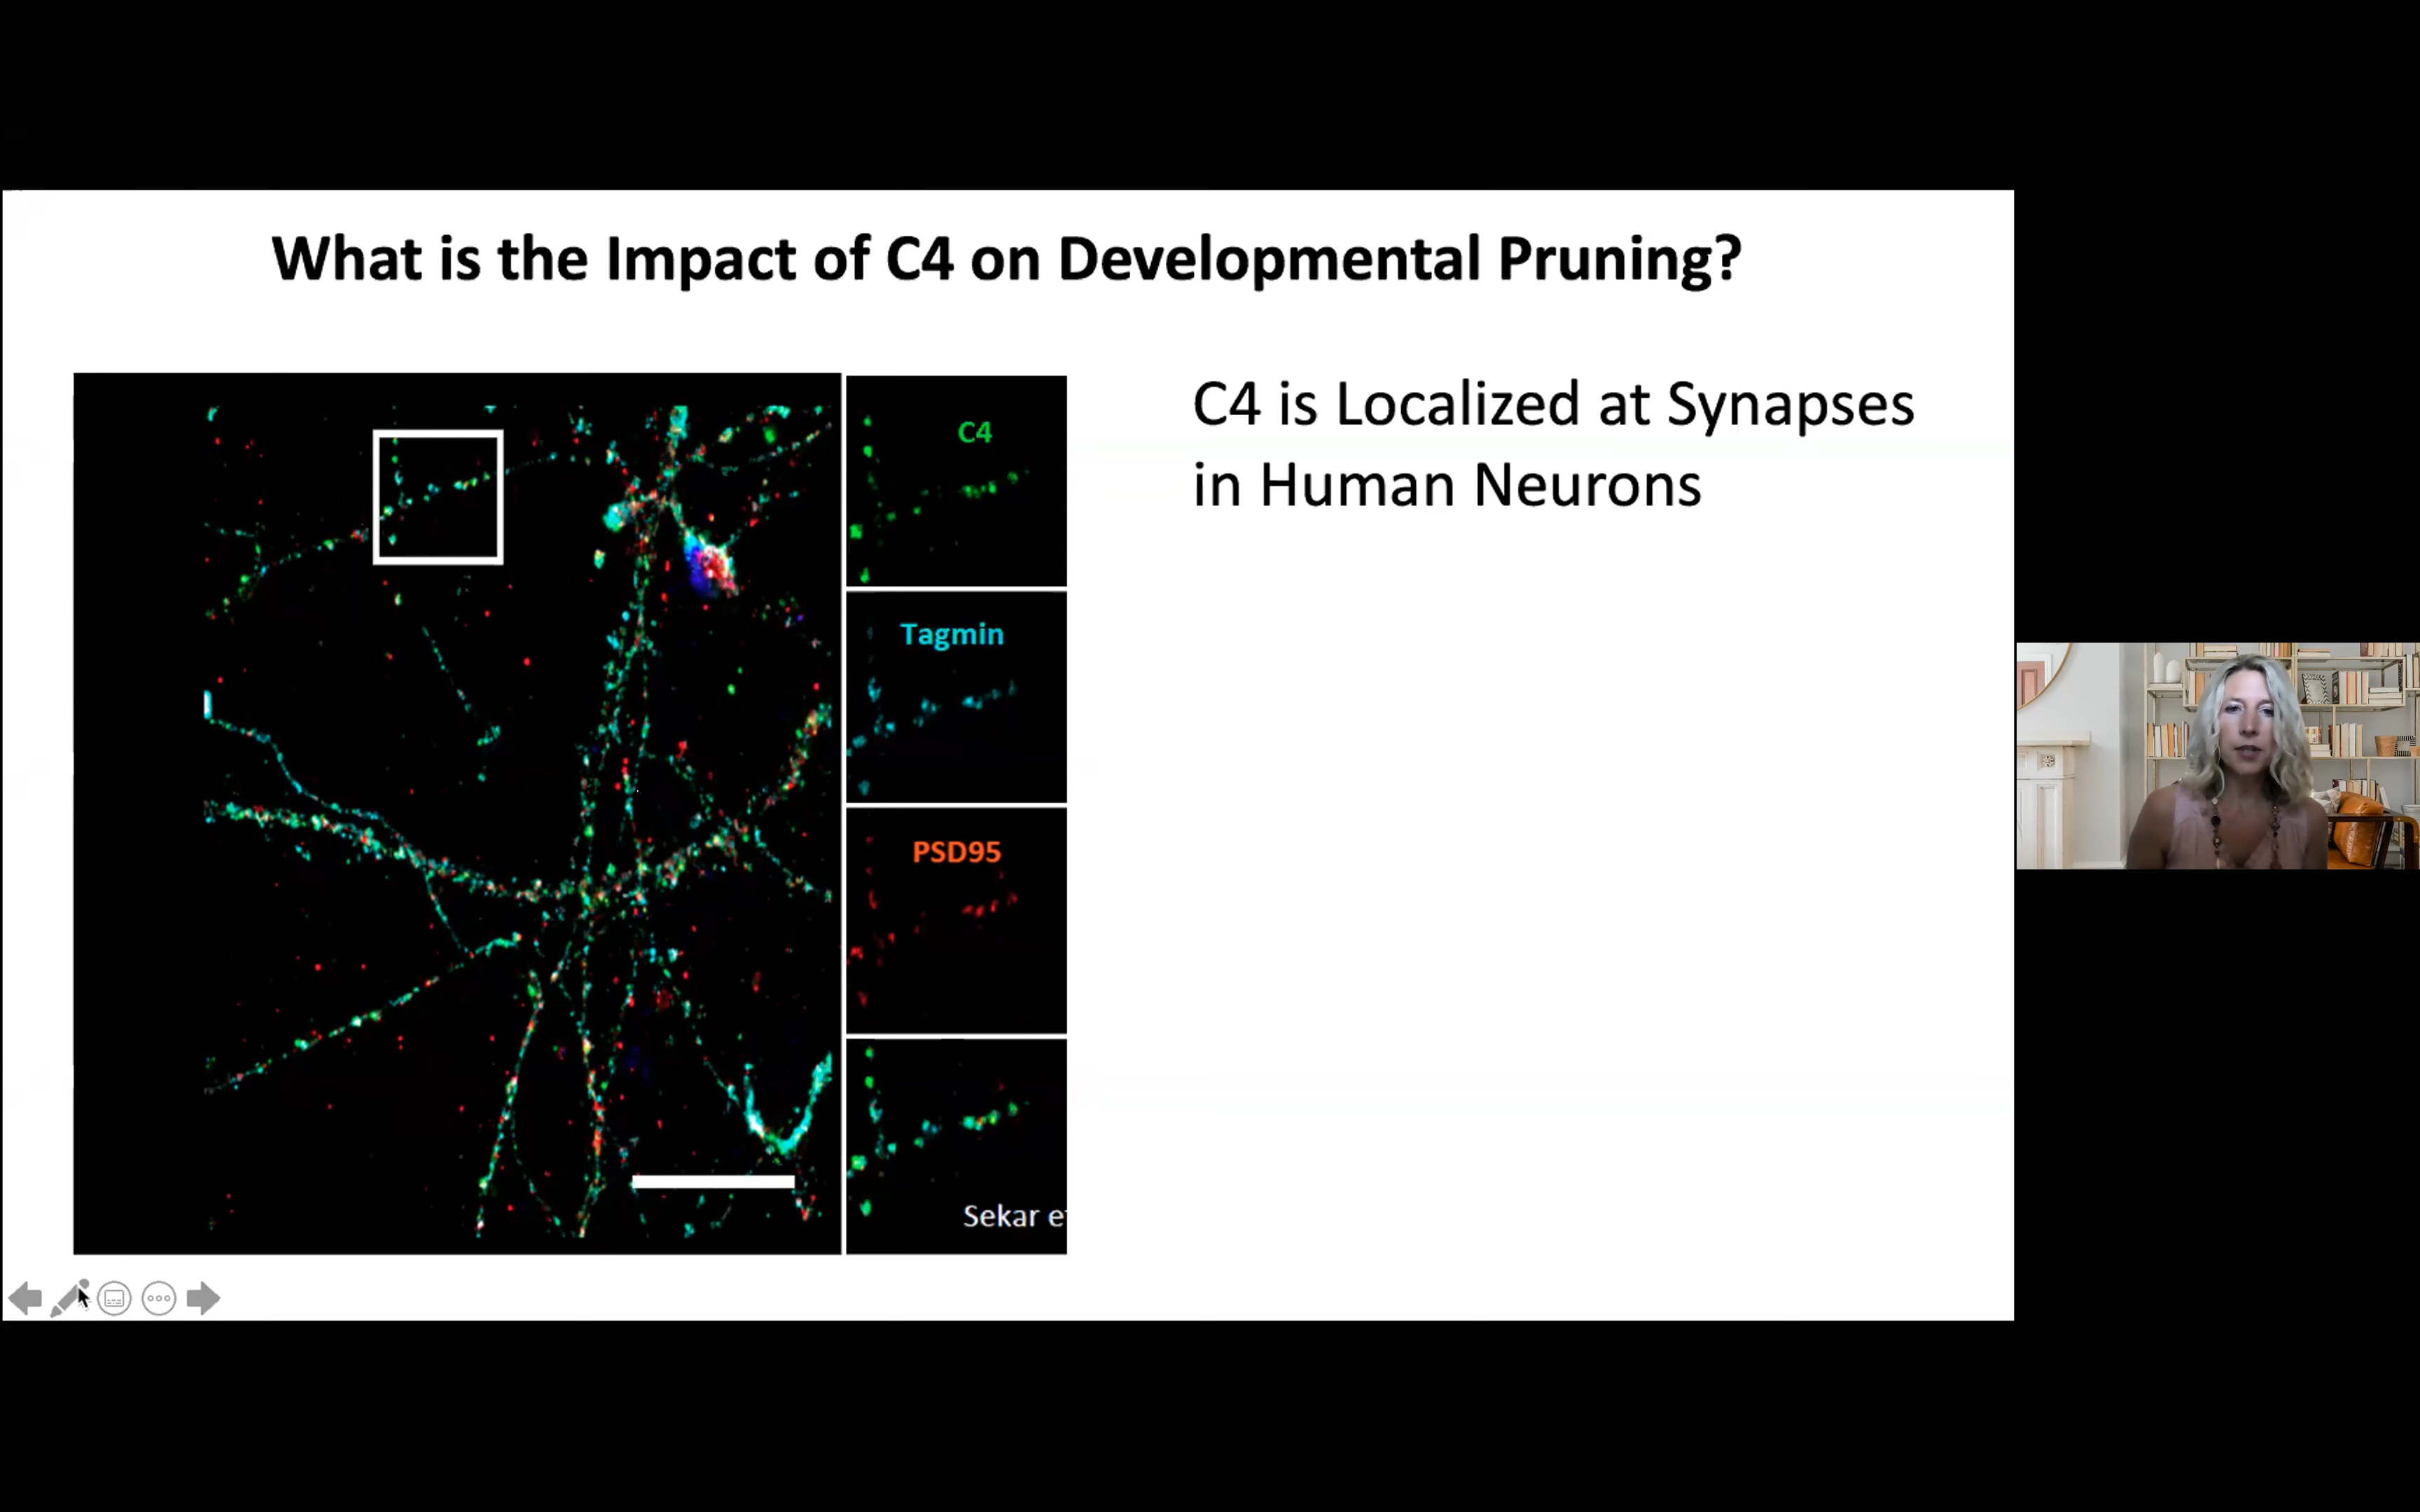 What is the Impact of C4 on Developmental Pruning?
C4 is Localized at Synapses
in Human Neurons
C4
Tagmin
PSD95
Sekar